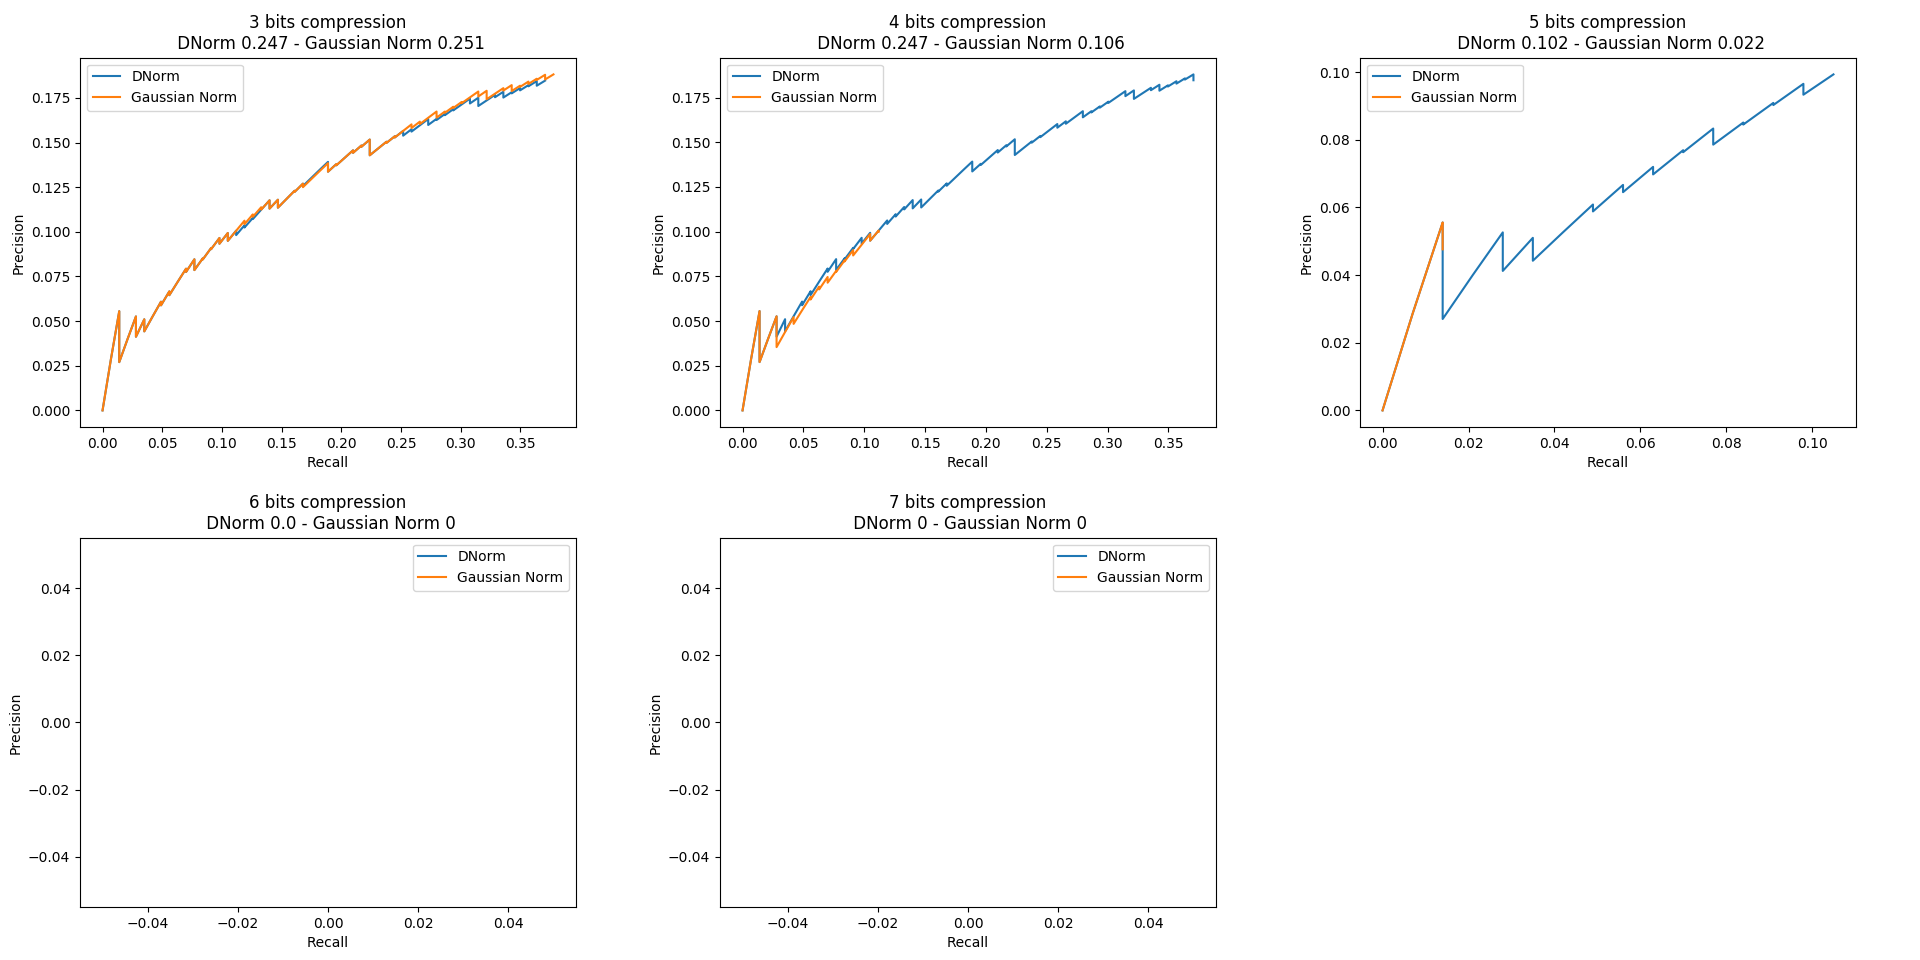 3 bits compression
DNorm 0.247 - Gaussian Norm 0.251
DNorm
Gaussian Norm
0.175
0.150
0.125
0.100
0.075
0.050
0.025
0.000
Precision
0.00 0.05 0.10 0.15 0.20 0.25 0.30 0.35
Recall
4 bits compression
DNorm 0.247 - Gaussian Norm 0.106
DNorm
Gaussian Norm
0.175
0.150
0.125
0.100
0.075
0.050
0.025
0.000
Precision
0.00 0.05 0.10 0.15 0.20 0.25 0.30 0.35
Recall
5 bits compression
DNorm 0.102 - Gaussian Norm 0.022
DNorm
Gaussian Norm
0.10
0.08
0.06
0.04
0.02
0.00
Precision
0.00 0.02 0.04 0.06 0.08 0.10
Recall
6 bits compression
DNorm 0.0 - Gaussian Norm 0
DNorm
Gaussian Norm
0.04
0.02
0.00
−0.02
−0.04
Precision
−0.04 −0.02 0.00 0.02 0.04
Recall
7 bits compression
DNorm 0 - Gaussian Norm 0
DNorm
Gaussian Norm
0.04
0.02
0.00
−0.02
−0.04
Precision
−0.04 −0.02 0.00 0.02 0.04
Recall